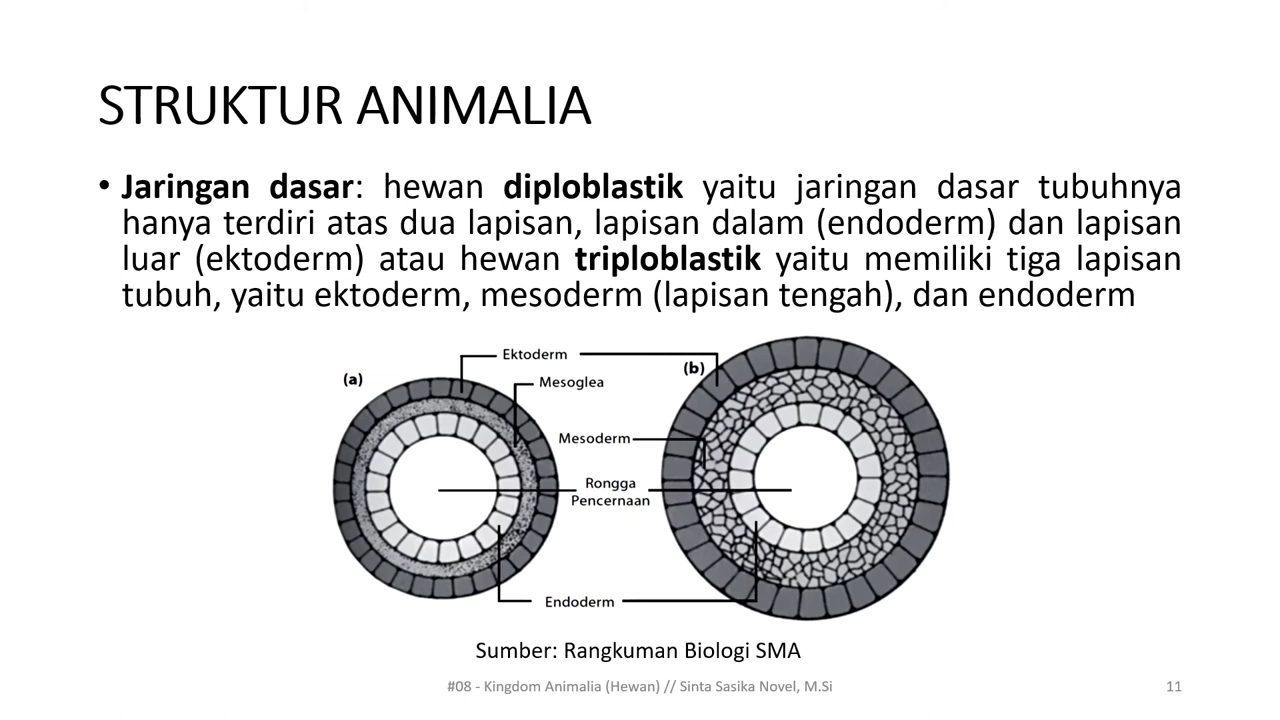 STRUKTUR ANIMALIA
• Jaringan dasar: hewan diploblastik yaitu jaringan dasar tubuhnya
hanya terdiri atas dua lapisan, lapisan dalam (endoderm) dan lapisan
luar (ektoderm) atau hewan triploblastik yaitu memiliki tiga lapisan
tubuh, yaitu ektoderm, mesoderm (lapisan tengah), dan endoderm
(a)
Ektoderm
(b)
Mesoglea
Mesoderm
Rongga
Pencernaan
Endoderm
Sumber: Rangkuman Biologi SMA
#08 - Kingdom Animalia (Hewan) // Sinta Sasika Novel, M.Si
11